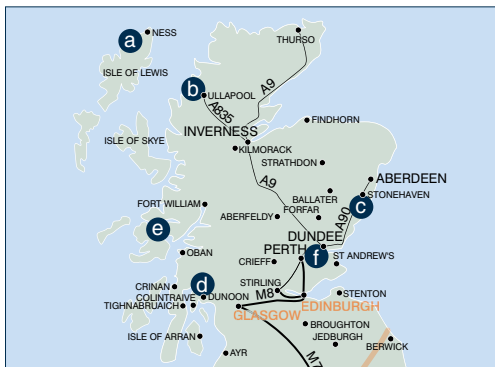 NESS
a
THURSO
ISLE OF LEWIS
b
ULLAPOOL
A9
A835
FINDHORN
INVERNESS
ISLE OF SKYE
KILMORACK
STRATHDON
A9
ABERDEEN
BALLATER
STONEHAVEN
FORT WILLIAM
FORFAR
c
ABERFELDY
A90
e
DUNDEE
OBAN
PERTH
f
CRIEFF
ST ANDREW'S
STIRLING
CRINAN
d
M8
COLINTRAIVE
DUNOON
STENTON
TIGHNABRUAICH
EDINBURGH
GLASGOW
BROUGHTON
ISLE OF ARRAN
JEDBURGH
BERWICK
AYR